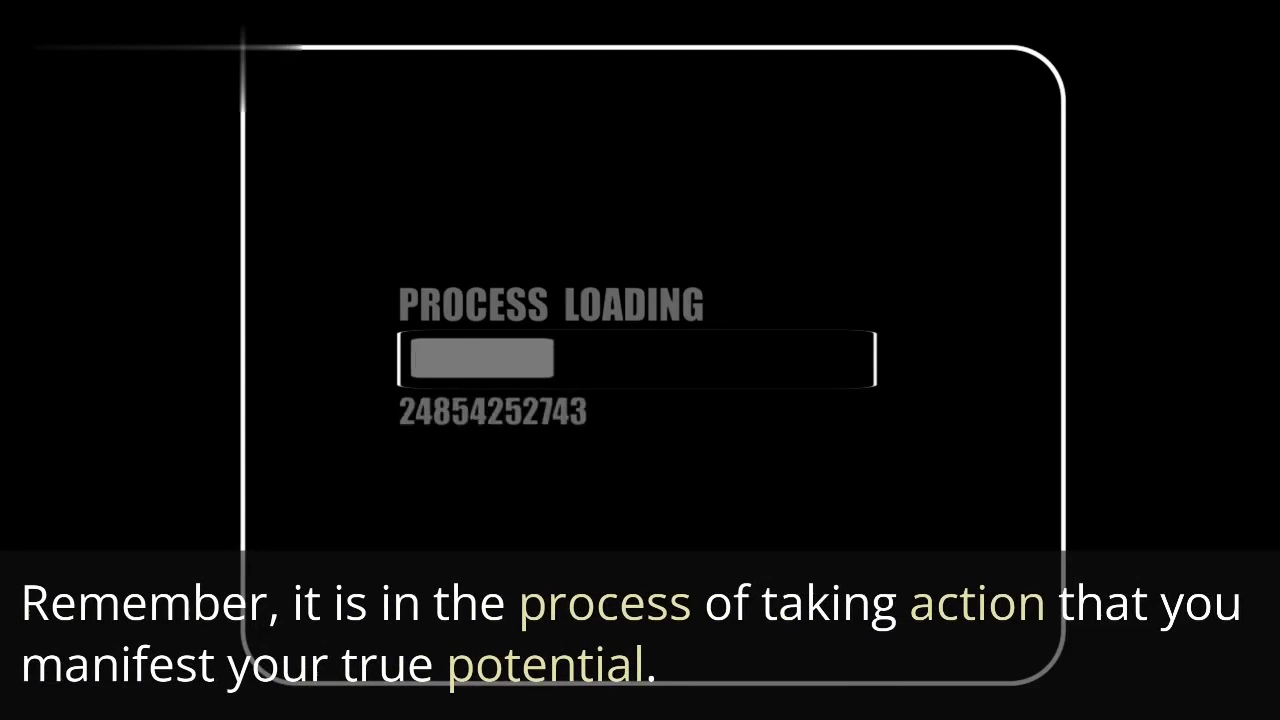 PROCESS LOADING
24854252743
Remember, it is in the process of taking action that you
manifest your true potential.